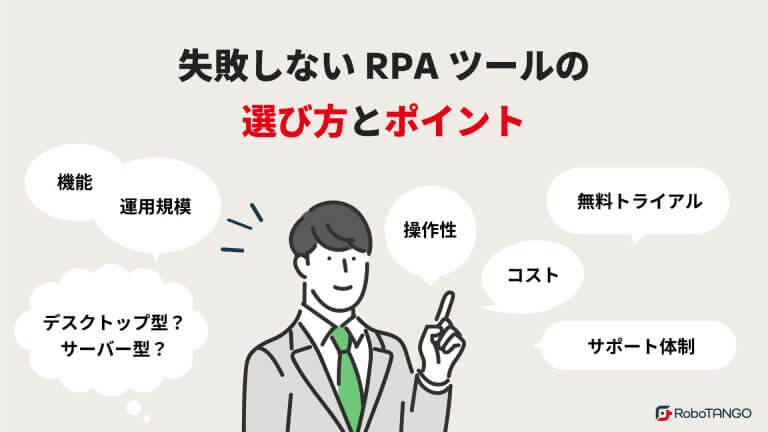 失敗しない RPA ツールの
選び方とポイント
機能
運用規模
デスクトップ型？
サーバー型？
操作性
コスト
無料トライアル
サポート体制
RoboTANGO